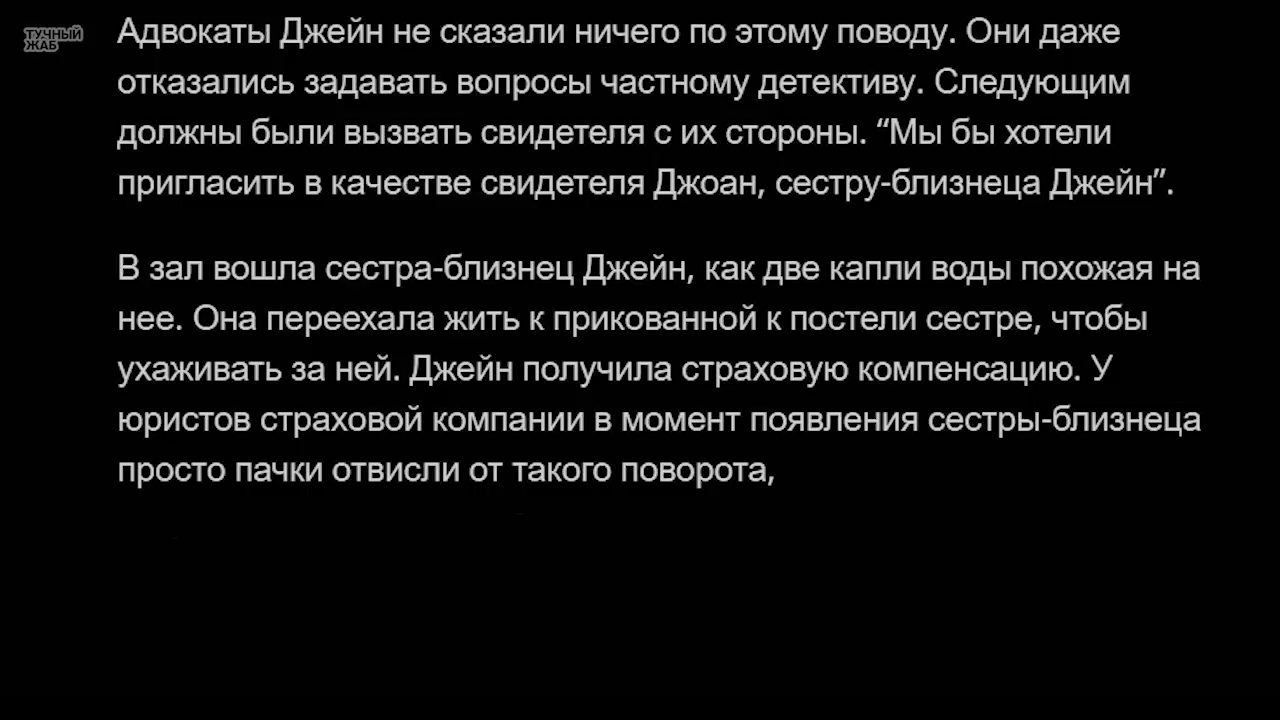 ТУЧНЫЙ
ЖАБ
Адвокаты Джейн не сказали ничего по этому поводу. Они даже
отказались задавать вопросы частному детективу. Следующим
должны были вызвать свидетеля с их стороны. “Мы бы хотели
пригласить в качестве свидетеля Джоан, сестру-близнеца Джейн”.
В зал вошла сестра-близнец Джейн, как две капли воды похожая на
нее. Она переехала жить к прикованной к постели сестре, чтобы
ухаживать за ней. Джейн получила страховую компенсацию. У
юристов страховой компании в момент появления сестры-близнеца
просто пачки отвисли от такого поворота,